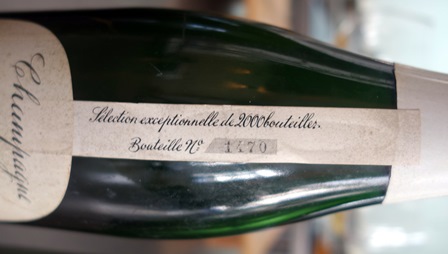 Champagne
Sélection exceptionnelle de 2000 bouteilles.
Bouteille Nº 1470